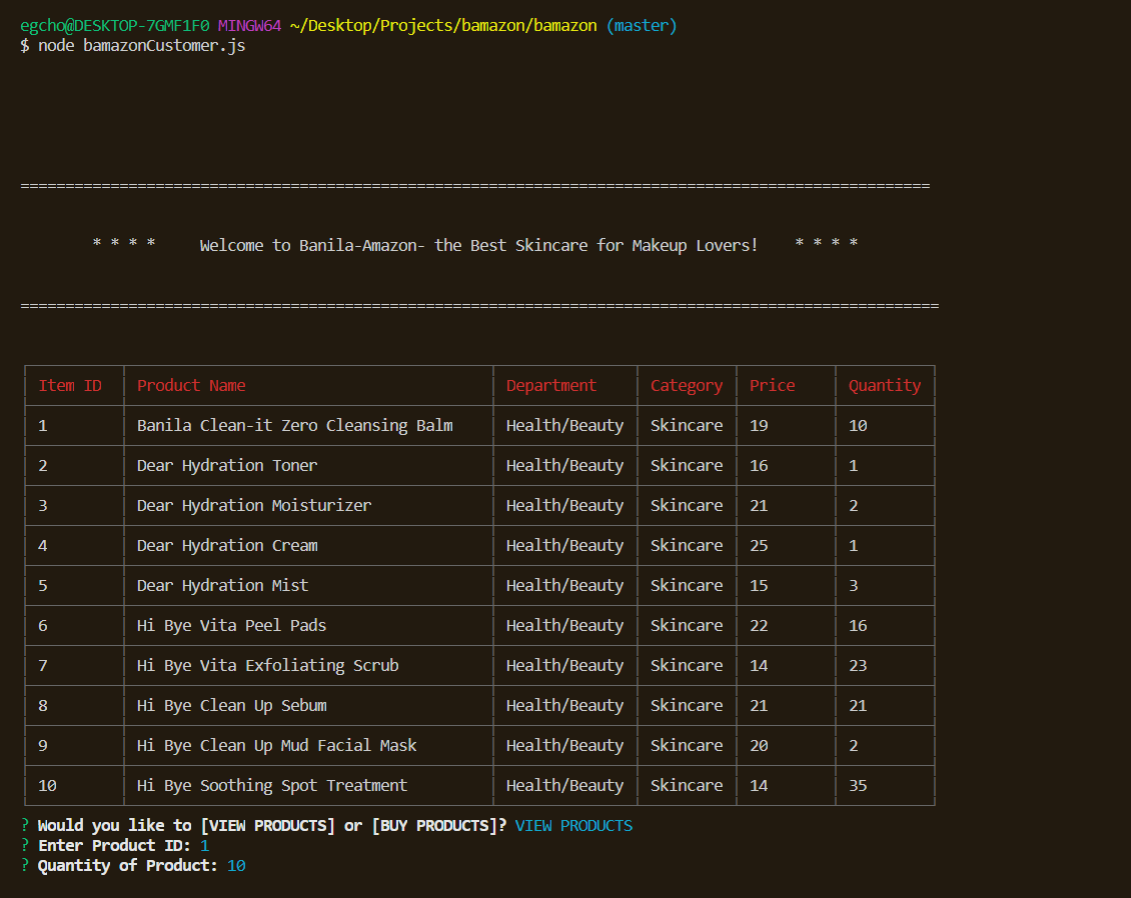 egcho@DESKTOP-7GMF1F0 MINGW64 ~/Desktop/Projects/bamazon/bamazon (master)
$ node bamazonCustomer.js
=====================================================================================================
* * * *     Welcome to Banila-Amazon- the Best Skincare for Makeup Lovers!    * * * *
======================================================================================================
Item ID Product Name Department Category Price Quantity
1 Banila Clean-it Zero Cleansing Balm Health/Beauty Skincare 19 10
2 Dear Hydration Toner Health/Beauty Skincare 16 1
3 Dear Hydration Moisturizer Health/Beauty Skincare 21 2
4 Dear Hydration Cream Health/Beauty Skincare 25 1
5 Dear Hydration Mist Health/Beauty Skincare 15 3
6 Hi Bye Vita Peel Pads Health/Beauty Skincare 22 16
7 Hi Bye Vita Exfoliating Scrub Health/Beauty Skincare 14 23
8 Hi Bye Clean Up Sebum Health/Beauty Skincare 21 21
9 Hi Bye Clean Up Mud Facial Mask Health/Beauty Skincare 20 2
10 Hi Bye Soothing Spot Treatment Health/Beauty Skincare 14 35
? Would you like to [VIEW PRODUCTS] or [BUY PRODUCTS]? VIEW PRODUCTS
? Enter Product ID: 1
? Quantity of Product: 10